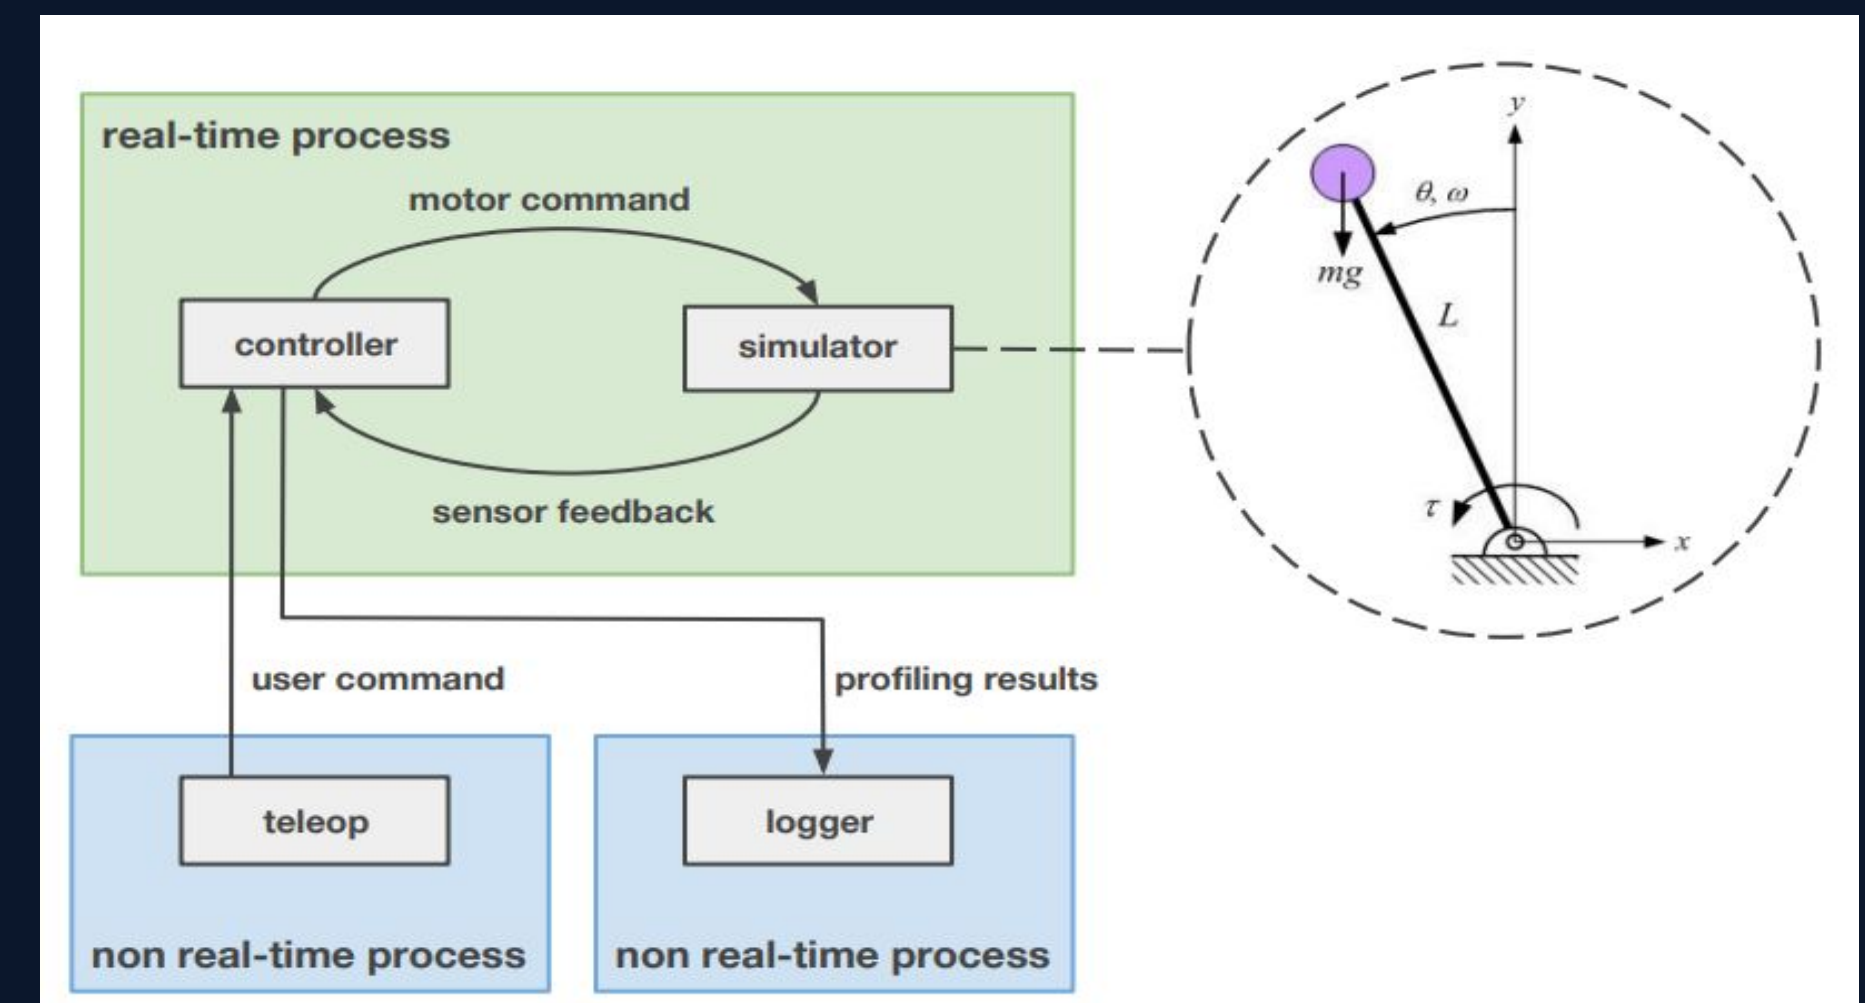 real-time process
motor command
controller
simulator
sensor feedback
user command
profiling results
teleop
logger
non real-time process
non real-time process
y
θ, ω
mg
L
τ
x